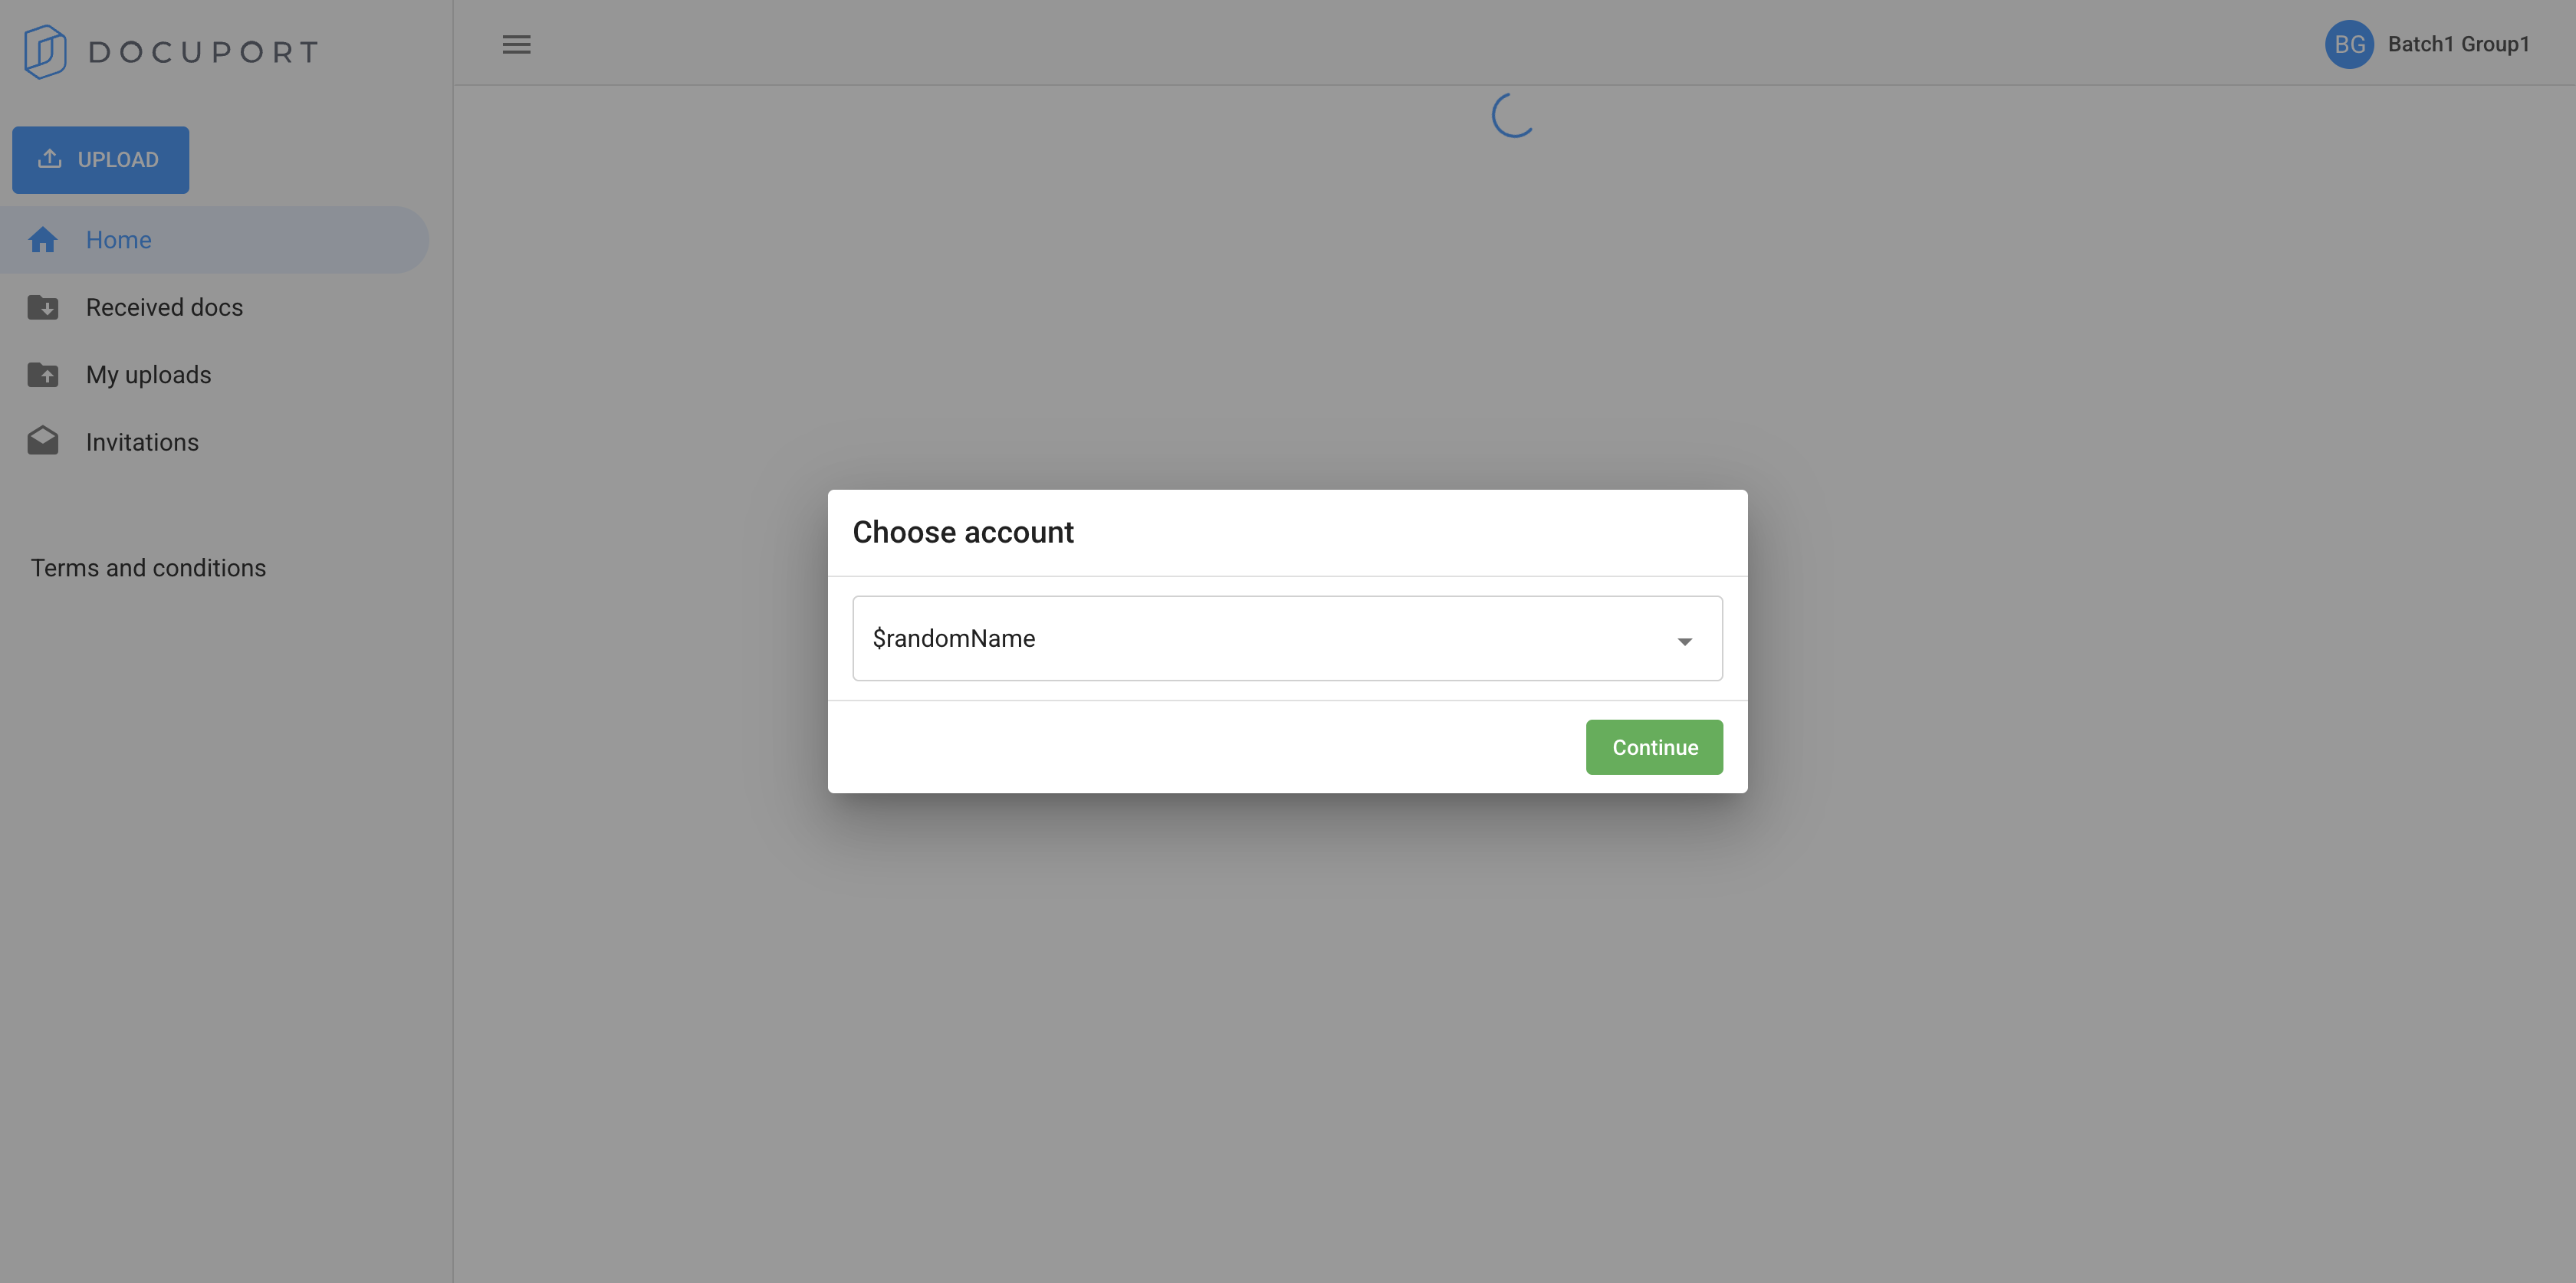 DOCUPORT
BG Batch1 Group1
UPLOAD
Home
Received docs
My uploads
Invitations
Terms and conditions
Choose account
$randomName
Continue